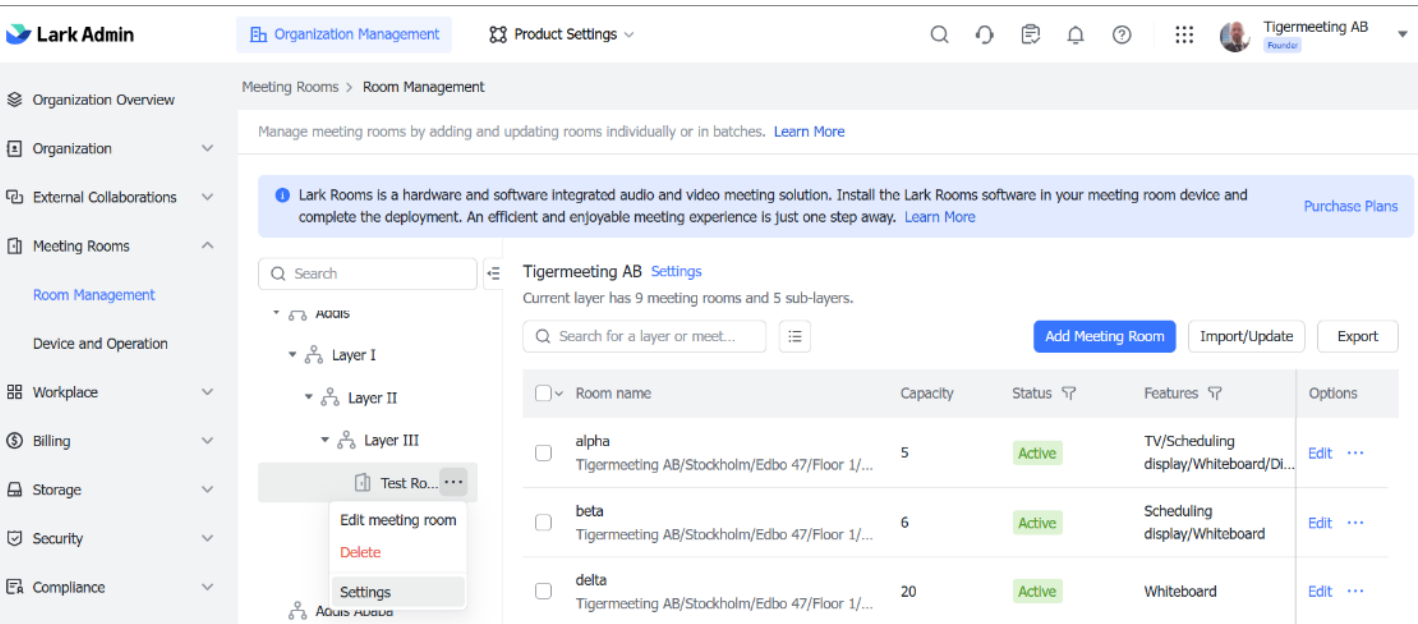 Lark Admin
Organization Management
Product Settings
Tigermeeting AB
Founder
Organization Overview
Organization
External Collaborations
Meeting Rooms
Room Management
Device and Operation
Workplace
Billing
Storage
Security
Compliance
Meeting Rooms > Room Management
Manage meeting rooms by adding and updating rooms individually or in batches. Learn More
Lark Rooms is a hardware and software integrated audio and video meeting solution. Install the Lark Rooms software in your meeting room device and
complete the deployment. An efficient and enjoyable meeting experience is just one step away. Learn More
Purchase Plans
Search
Addis
Layer I
Layer II
Layer III
Test Ro... ...
Edit meeting room
Delete
Settings
Addis Ababa
Tigermeeting AB Settings
Current layer has 9 meeting rooms and 5 sub-layers.
Search for a layer or meet...
Add Meeting Room
Import/Update
Export
Room name Capacity Status Features Options
alpha
Tigermeeting AB/Stockholm/Edbo 47/Floor 1/...
5
Active
TV/Scheduling
display/Whiteboard/Di...
Edit ...
beta
Tigermeeting AB/Stockholm/Edbo 47/Floor 1/...
6
Active
Scheduling
display/Whiteboard
Edit ...
delta
Tigermeeting AB/Stockholm/Edbo 47/Floor 1/...
20
Active
Whiteboard
Edit ...